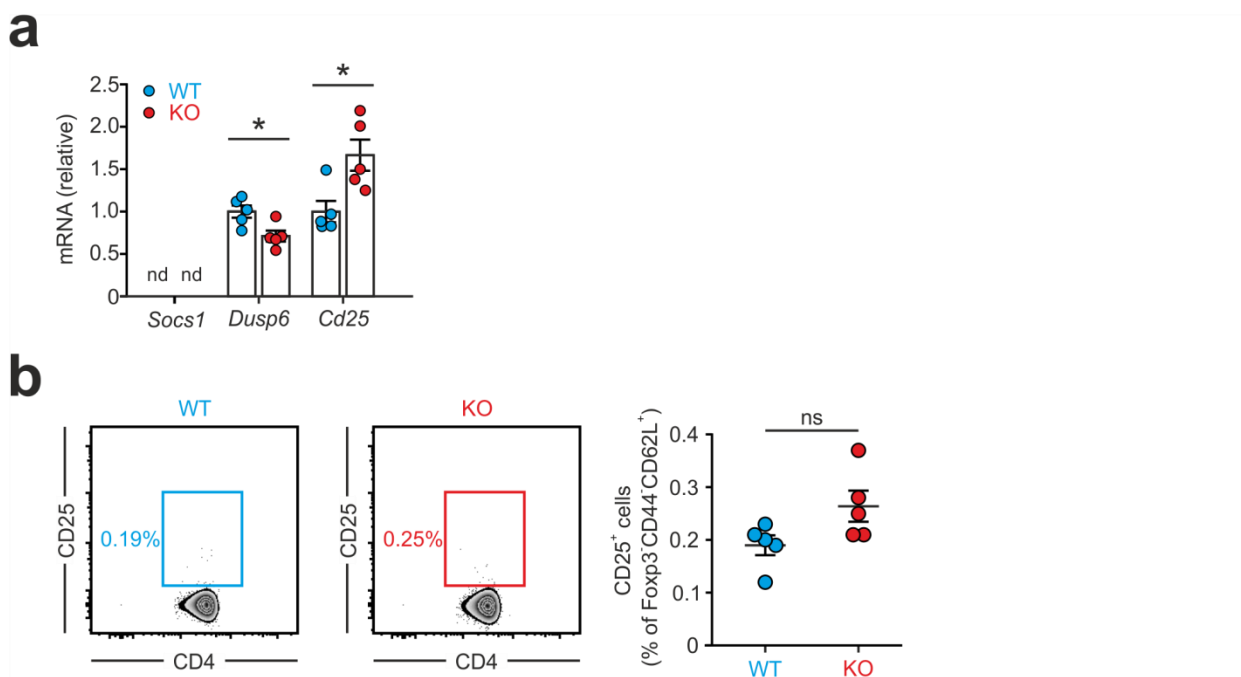 a
2.5
2.0
1.5
1.0
0.5
0
mRNA (relative)
WT
KO
*
*
nd nd
Socs1 Dusp6 Cd25
b
WT
KO
CD25
0.19%
CD4
CD25
0.25%
CD4
CD25⁺ cells
(% of Foxp3⁻CD44⁻CD62L⁺)
ns
0.4
0.3
0.2
0.1
0
WT KO